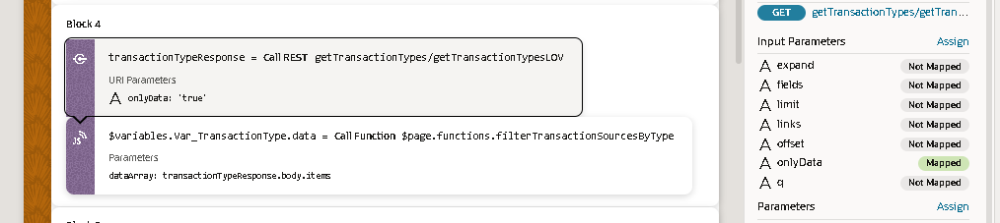 Block 4
transactionTypeResponse = Call REST getTransactionTypes/getTransactionTypesLOV
URI Parameters
A onlyData: 'true'
JS
$variables.Var_TransactionType.data = Call Function $page.functions.filterTransactionSourcesByType
Parameters
dataArray: transactionTypeResponse.body.items
GET getTransactionTypes/getTran...
Input Parameters Assign
A expand Not Mapped
A fields Not Mapped
A limit Not Mapped
A links Not Mapped
A offset Not Mapped
A onlyData Mapped
A q Not Mapped
Parameters Assign